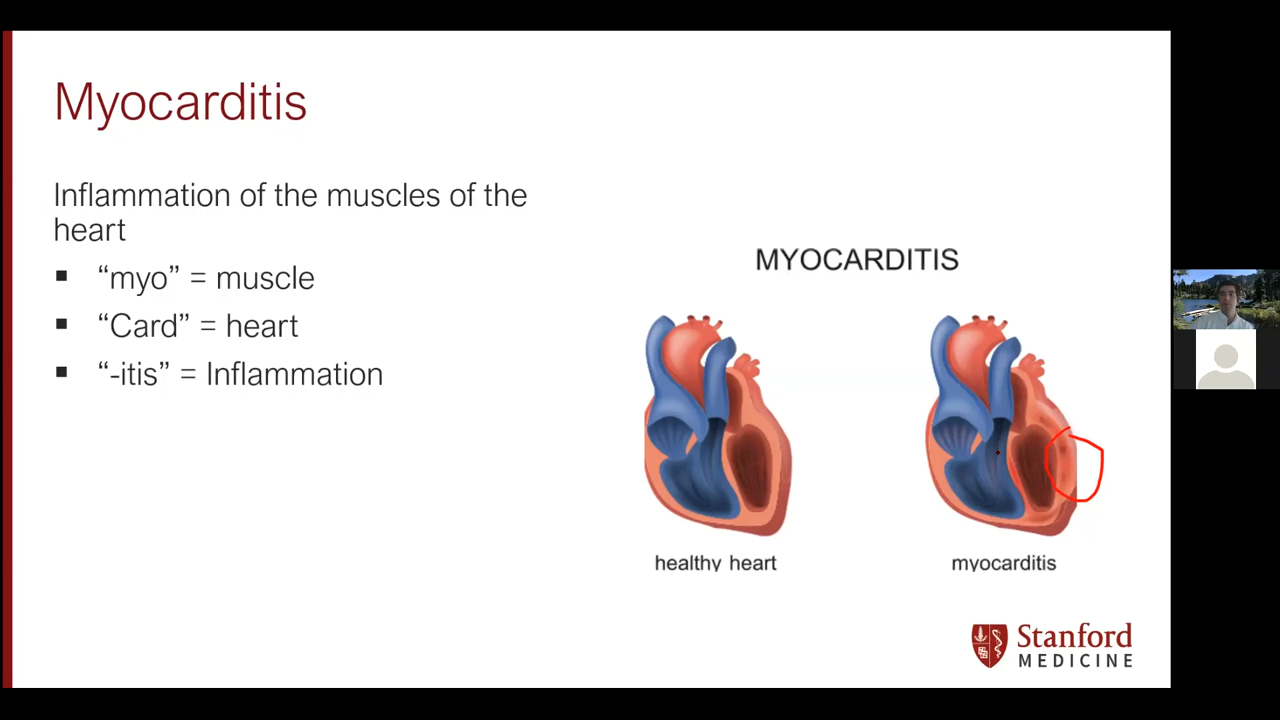 Myocarditis
Inflammation of the muscles of the
heart
▪ “myo” = muscle
▪ “Card” = heart
▪ “-itis” = Inflammation
MYOCARDITIS
healthy heart
myocarditis
Stanford
MEDICINE